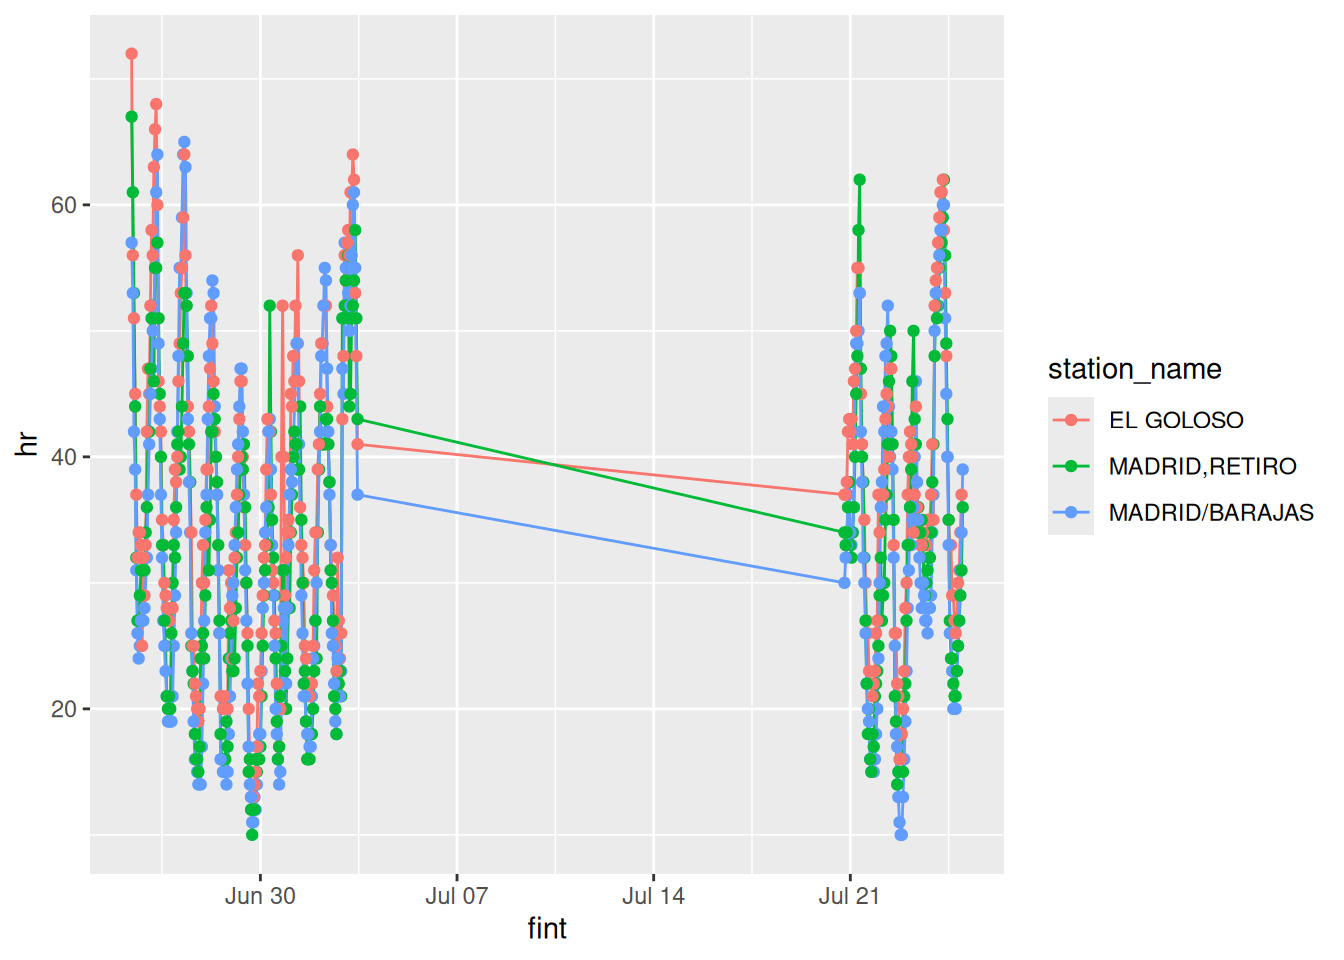 hr
60
40
20
Jun 30
Jul 07
Jul 14
Jul 21
fint
station_name
EL GOLOSO
MADRID,RETIRO
MADRID/BARAJAS